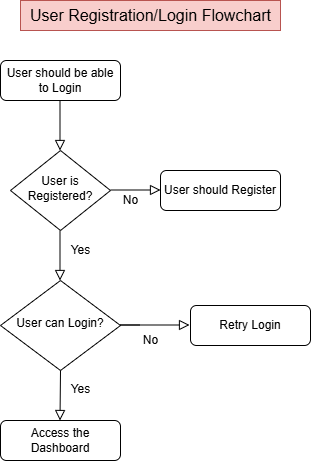 User Registration/Login Flowchart
User should be able
to Login
User is
Registered?
No
User should Register
Yes
User can Login?
No
Retry Login
Yes
Access the
Dashboard